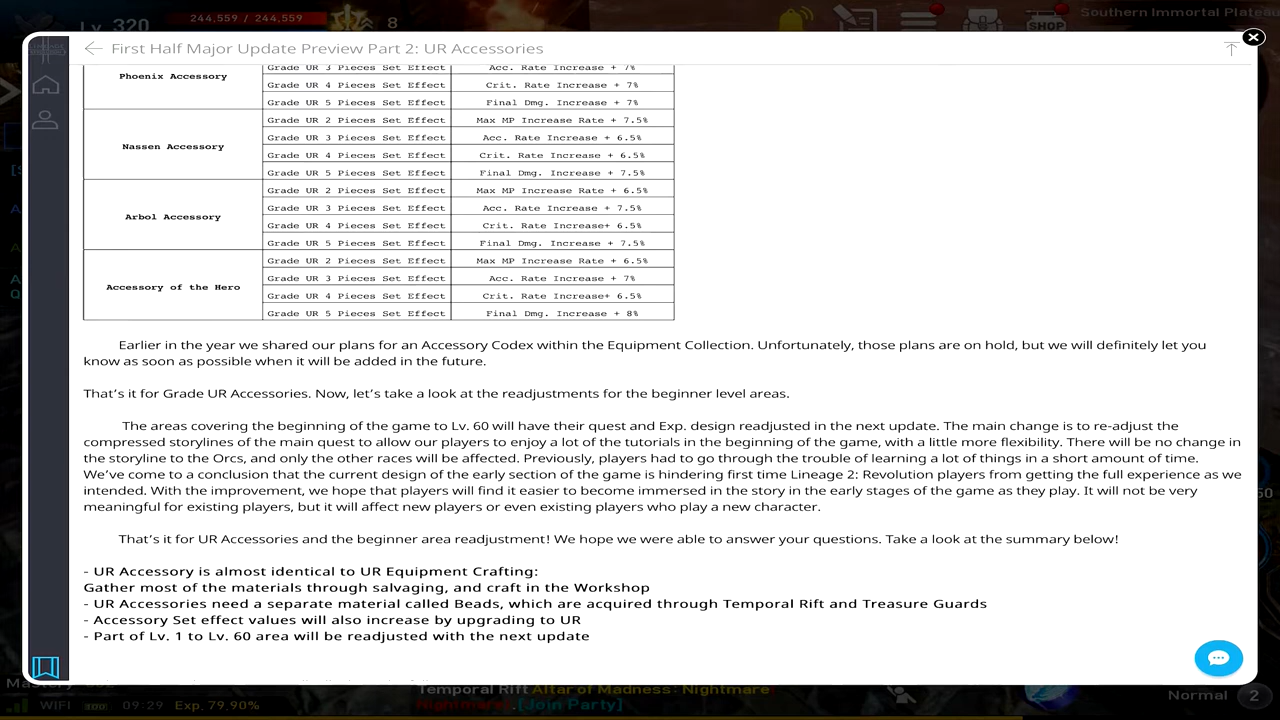 Lv. 320
244,559 / 244,559
8
SHOP
Southern Immortal Plateau
First Half Major Update Preview Part 2: UR Accessories
Phoenix Accessory
Grade UR 3 Pieces Set Effect Acc. Rate Increase + 7%
Grade UR 4 Pieces Set Effect Crit. Rate Increase + 7%
Grade UR 5 Pieces Set Effect Final Dmg. Increase + 7%
Nassen Accessory
Grade UR 2 Pieces Set Effect Max MP Increase Rate + 7.5%
Grade UR 3 Pieces Set Effect Acc. Rate Increase + 6.5%
Grade UR 4 Pieces Set Effect Crit. Rate Increase + 6.5%
Grade UR 5 Pieces Set Effect Final Dmg. Increase + 7.5%
Arbol Accessory
Grade UR 2 Pieces Set Effect Max MP Increase Rate + 6.5%
Grade UR 3 Pieces Set Effect Acc. Rate Increase + 7.5%
Grade UR 4 Pieces Set Effect Crit. Rate Increase+ 6.5%
Grade UR 5 Pieces Set Effect Final Dmg. Increase + 7.5%
Accessory of the Hero
Grade UR 2 Pieces Set Effect Max MP Increase Rate + 6.5%
Grade UR 3 Pieces Set Effect Acc. Rate Increase + 7%
Grade UR 4 Pieces Set Effect Crit. Rate Increase+ 6.5%
Grade UR 5 Pieces Set Effect Final Dmg. Increase + 8%
Earlier in the year we shared our plans for an Accessory Codex within the Equipment Collection. Unfortunately, those plans are on hold, but we will definitely let you
know as soon as possible when it will be added in the future.
That's it for Grade UR Accessories. Now, let's take a look at the readjustments for the beginner level areas.
The areas covering the beginning of the game to Lv. 60 will have their quest and Exp. design readjusted in the next update. The main change is to re-adjust the
compressed storylines of the main quest to allow our players to enjoy a lot of the tutorials in the beginning of the game, with a little more flexibility. There will be no change in
the storyline to the Orcs, and only the other races will be affected. Previously, players had to go through the trouble of learning a lot of things in a short amount of time.
We've come to a conclusion that the current design of the early section of the game is hindering first time Lineage 2: Revolution players from getting the full experience as we
intended. With the improvement, we hope that players will find it easier to become immersed in the story in the early stages of the game as they play. It will not be very
meaningful for existing players, but it will affect new players or even existing players who play a new character.
That's it for UR Accessories and the beginner area readjustment! We hope we were able to answer your questions. Take a look at the summary below!
- UR Accessory is almost identical to UR Equipment Crafting:
Gather most of the materials through salvaging, and craft in the Workshop
- UR Accessories need a separate material called Beads, which are acquired through Temporal Rift and Treasure Guards
- Accessory Set effect values will also increase by upgrading to UR
- Part of Lv. 1 to Lv. 60 area will be readjusted with the next update
Temporal Rift Altar of Madness: Nightmare
Nightmare [Join Party]
WIFI 09:29 Exp. 79.90%
Normal 2